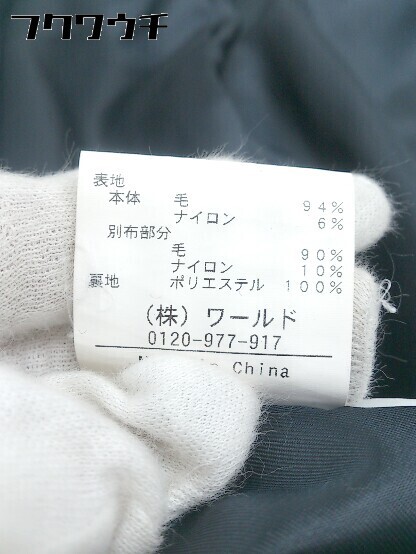 フクウチ
表地
本体 毛 94%
ナイロン 6%
別布部分
毛 90%
ナイロン 10%
裏地 ポリエステル 100%
(株) ワールド
0120-977-917
China